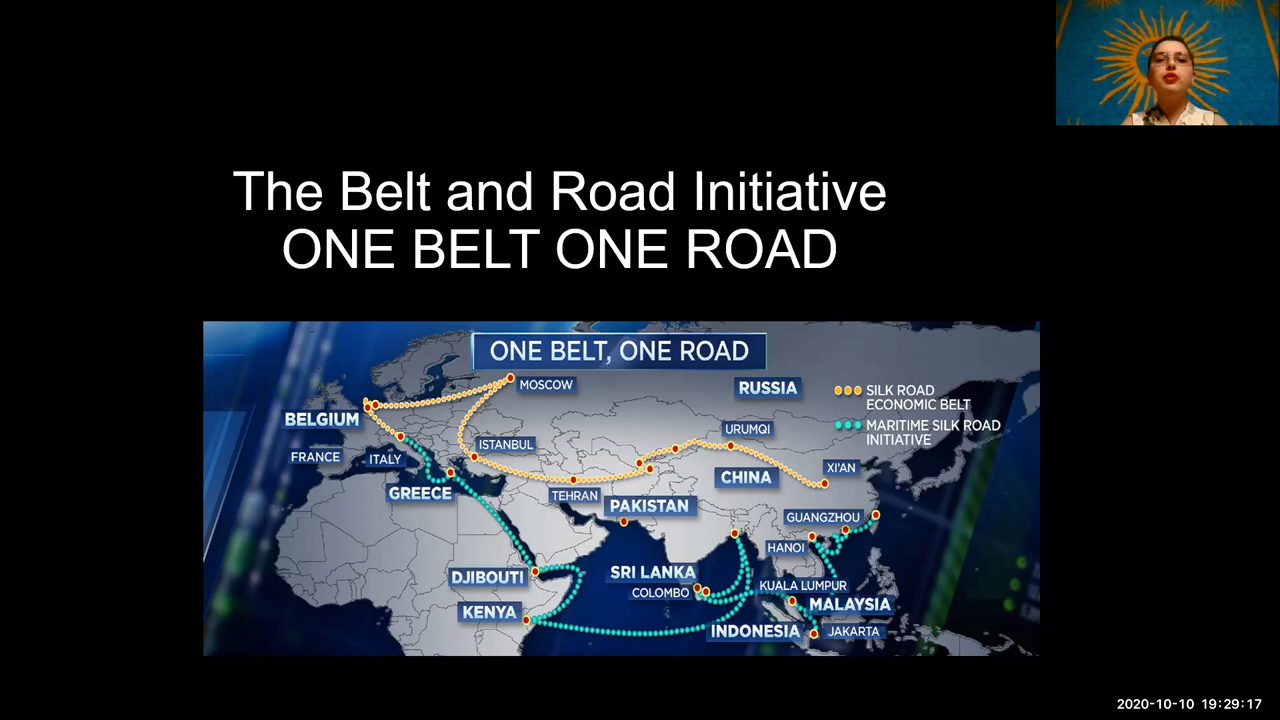 The Belt and Road Initiative
ONE BELT ONE ROAD
ONE BELT, ONE ROAD
MOSCOW
RUSSIA
SILK ROAD
ECONOMIC BELT
BELGIUM
MARITIME SILK ROAD
INITIATIVE
URUMQI
ISTANBUL
FRANCE
ITALY
XI'AN
CHINA
GREECE
TEHRAN
PAKISTAN
GUANGZHOU
HANOI
DJIBOUTI
SRI LANKA
COLOMBO
KUALA LUMPUR
MALAYSIA
KENYA
INDONESIA
JAKARTA
2020-10-10 19:29:17